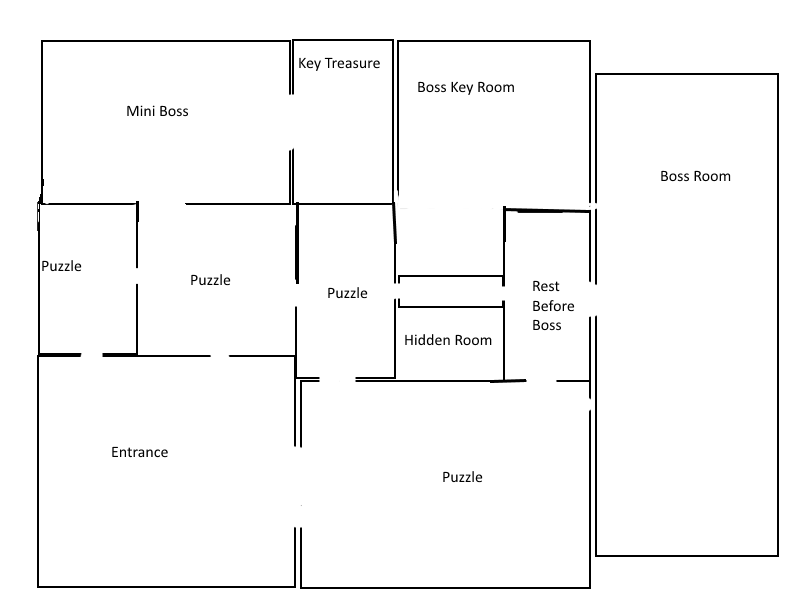 Key Treasure
Mini Boss
Boss Key Room
Boss Room
Puzzle
Puzzle
Puzzle
Rest
Before
Boss
Hidden Room
Entrance
Puzzle